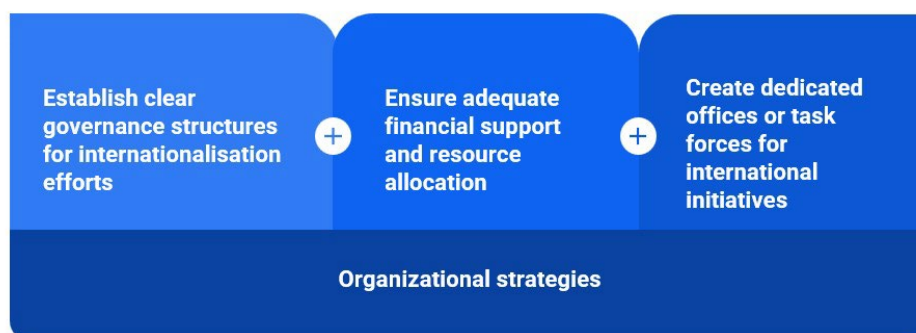 Establish clear
governance structures
for internationalisation
efforts
Ensure adequate
financial support
and resource
allocation
Create dedicated
offices or task
forces for
international
initiatives
Organizational strategies